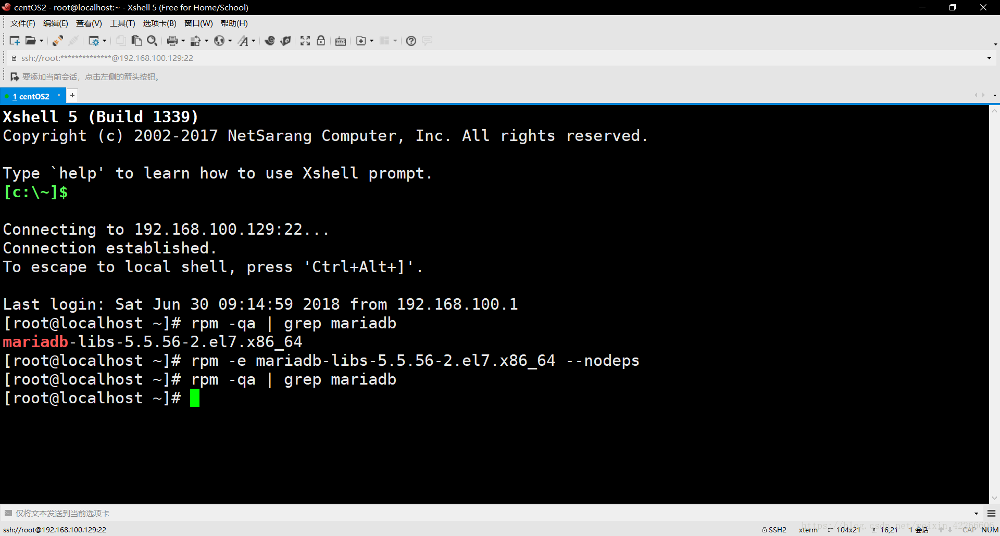 centOS2 - root@localhost:~ - Xshell 5 (Free for Home/School)
文件(F) 编辑(E) 查看(V) 工具(T) 选项卡(B) 窗口(W) 帮助(H)
ssh://root:**************@192.168.100.129:22
要添加当前会话，点击左侧的箭头按钮。
1 centOS2 × +
Xshell 5 (Build 1339)
Copyright (c) 2002-2017 NetSarang Computer, Inc. All rights reserved.
Type `help' to learn how to use Xshell prompt.
[c:\~]$
Connecting to 192.168.100.129:22...
Connection established.
To escape to local shell, press 'Ctrl+Alt+]'.
Last login: Sat Jun 30 09:14:59 2018 from 192.168.100.1
[root@localhost ~]# rpm -qa | grep mariadb
mariadb-libs-5.5.56-2.el7.x86_64
[root@localhost ~]# rpm -e mariadb-libs-5.5.56-2.el7.x86_64 --nodeps
[root@localhost ~]# rpm -qa | grep mariadb
[root@localhost ~]#
仅将文本发送到当前选项卡
https://blog.csdn.net/weixin_42266606
ssh://root@192.168.100.129:22 SSH2 xterm 104x21 16,21 1 会话 CAP NUM